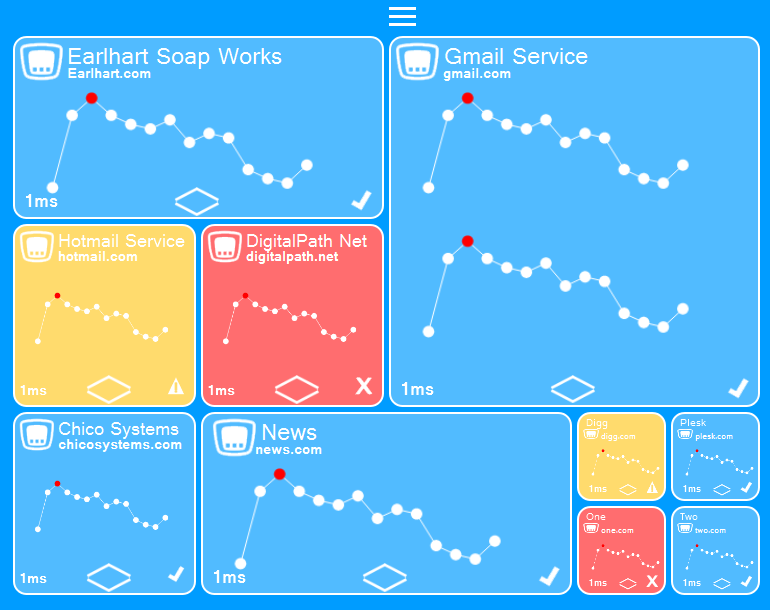 Earlhart Soap Works
Earlhart.com
1ms
Gmail Service
gmail.com
1ms
Hotmail Service
hotmail.com
1ms
DigitalPath Net
digitalpath.net
1ms
X
Chico Systems
chicosystems.com
1ms
News
news.com
1ms
Digg
digg.com
1ms
Plesk
plesk.com
1ms
One
one.com
1ms
X
Two
two.com
1ms